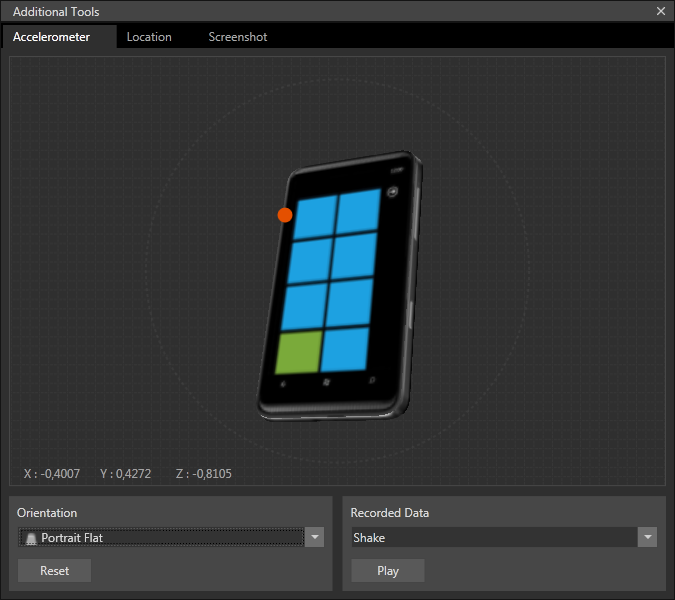 Additional Tools
Accelerometer Location Screenshot
X : -0,4007 Y : 0,4272 Z : -0,8105
Orientation
Portrait Flat
Reset
Recorded Data
Shake
Play